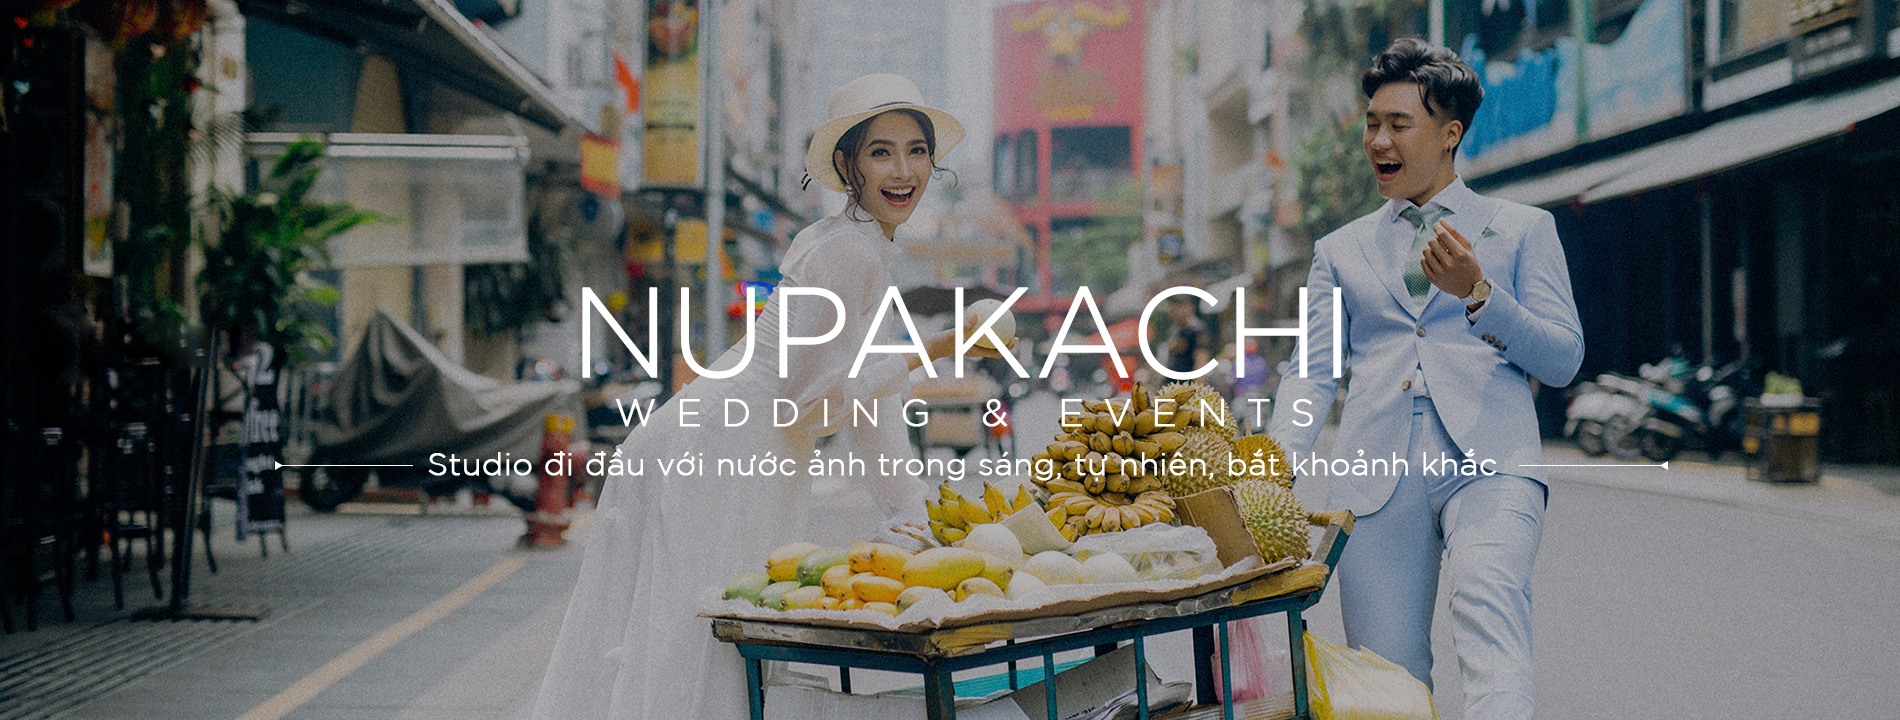 NUPAKACHI
WEDDING & EVENTS
Studio đi đầu với nước ảnh trong sáng, tự nhiên, bắt khoảnh khắc